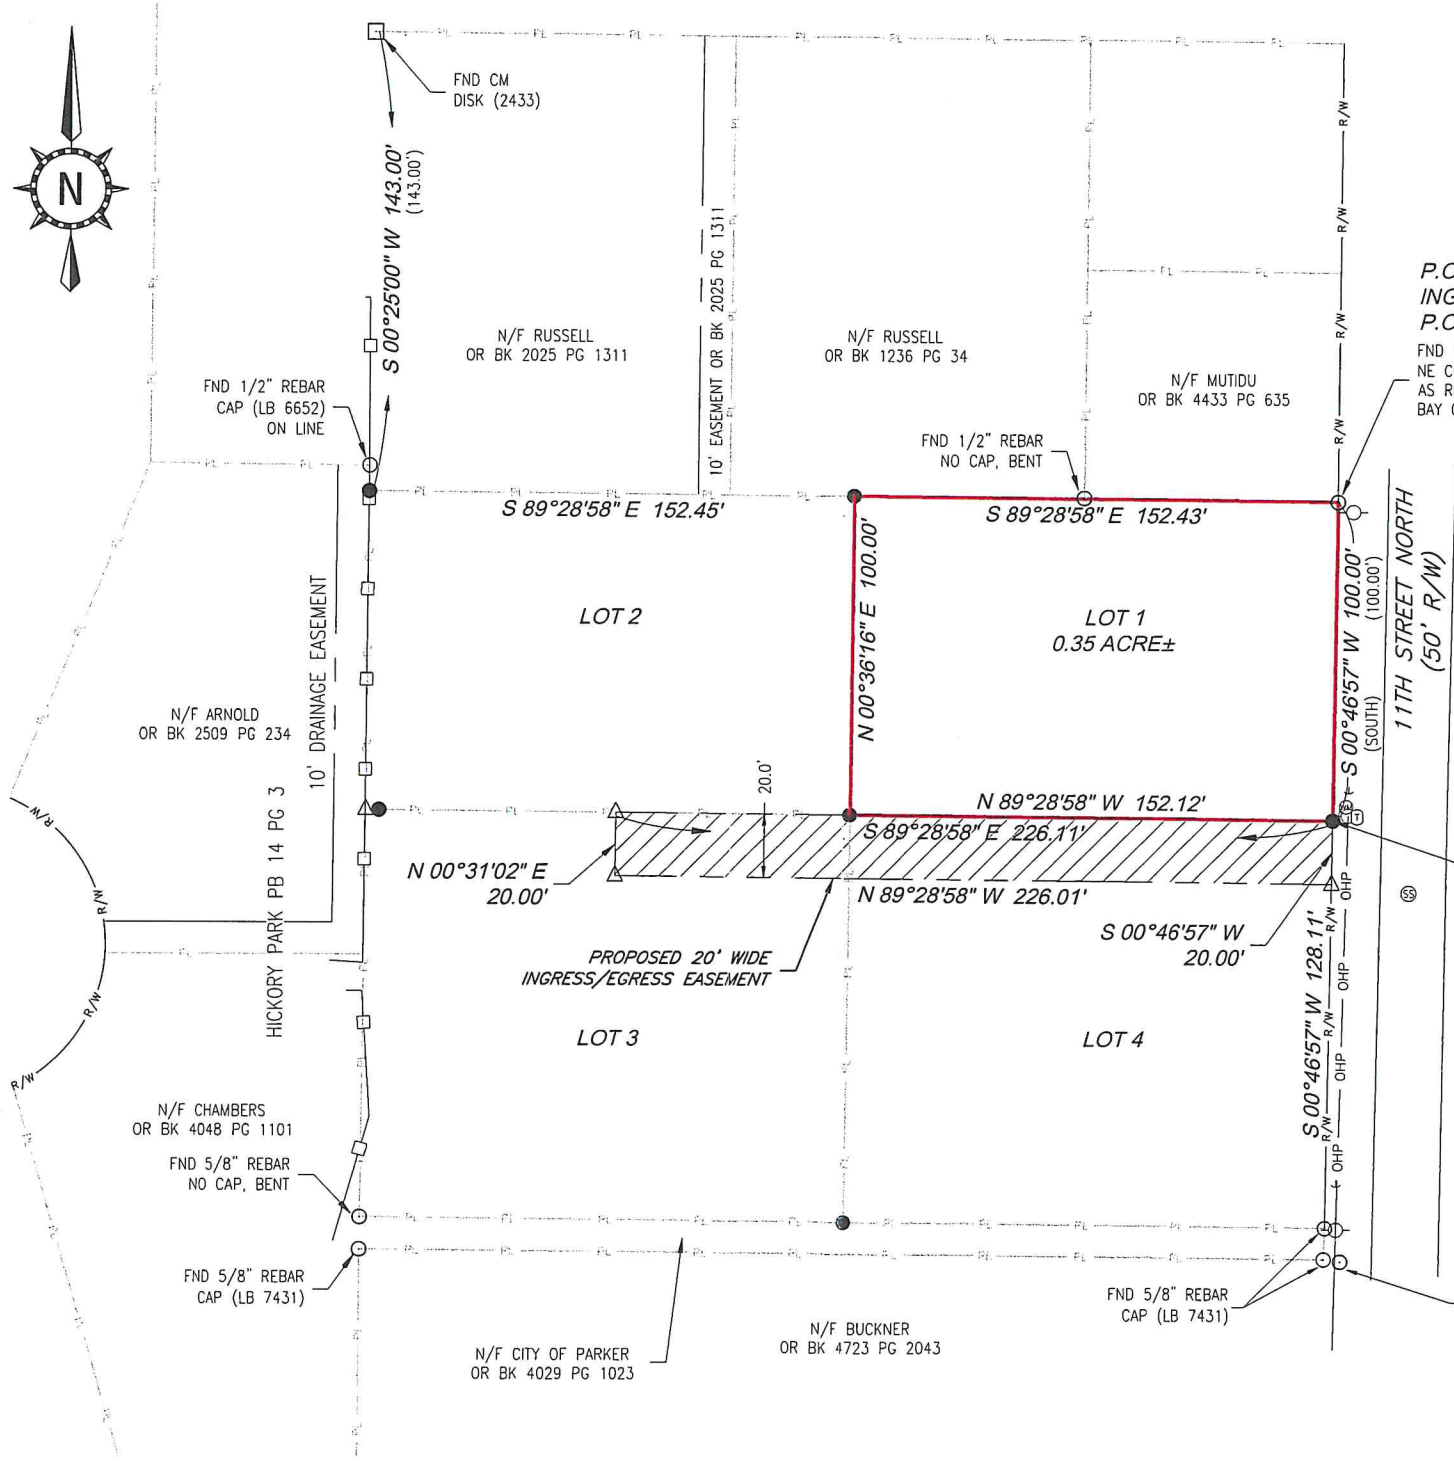 N
FND CM
DISK (2433)
S 00°25'00" W 143.00'
(143.00')
10' EASEMENT OR BK 2025 PG 1311
N/F RUSSELL
OR BK 2025 PG 1311
N/F RUSSELL
OR BK 1236 PG 34
N/F MUTIDU
OR BK 4433 PG 635
P.O
ING
P.O
FND
NE C
AS R
BAY
FND 1/2" REBAR
CAP (LB 6652)
ON LINE
FND 1/2" REBAR
NO CAP, BENT
S 89°28'58" E 152.45'
S 89°28'58" E 152.43'
LOT 2
LOT 1
0.35 ACRE±
N 00°36'16" E 100.00'
S 00°46'57" W 100.00'
(100.00')
(SOUTH)
11TH STREET NORTH
(50' R/W)
10' DRAINAGE EASEMENT
N/F ARNOLD
OR BK 2509 PG 234
HICKORY PARK PB 14 PG 3
20.0'
N 89°28'58" W 152.12'
S 89°28'58" E 226.11'
N 00°31'02" E
20.00'
N 89°28'58" W 226.01'
S 00°46'57" W
20.00'
PROPOSED 20' WIDE
INGRESS/EGRESS EASEMENT
SS
T
S 00°46'57" W 128.11'
LOT 3
LOT 4
N/F CHAMBERS
OR BK 4048 PG 1101
FND 5/8" REBAR
NO CAP, BENT
FND 5/8" REBAR
CAP (LB 7431)
FND 5/8" REBAR
CAP (LB 7431)
N/F BUCKNER
OR BK 4723 PG 2043
N/F CITY OF PARKER
OR BK 4029 PG 1023
R/W
R/W
R/W
R/W
R/W
R/W
R/W
R/W
R/W
R/W
R/W
OHP
OHP
OHP
OHP